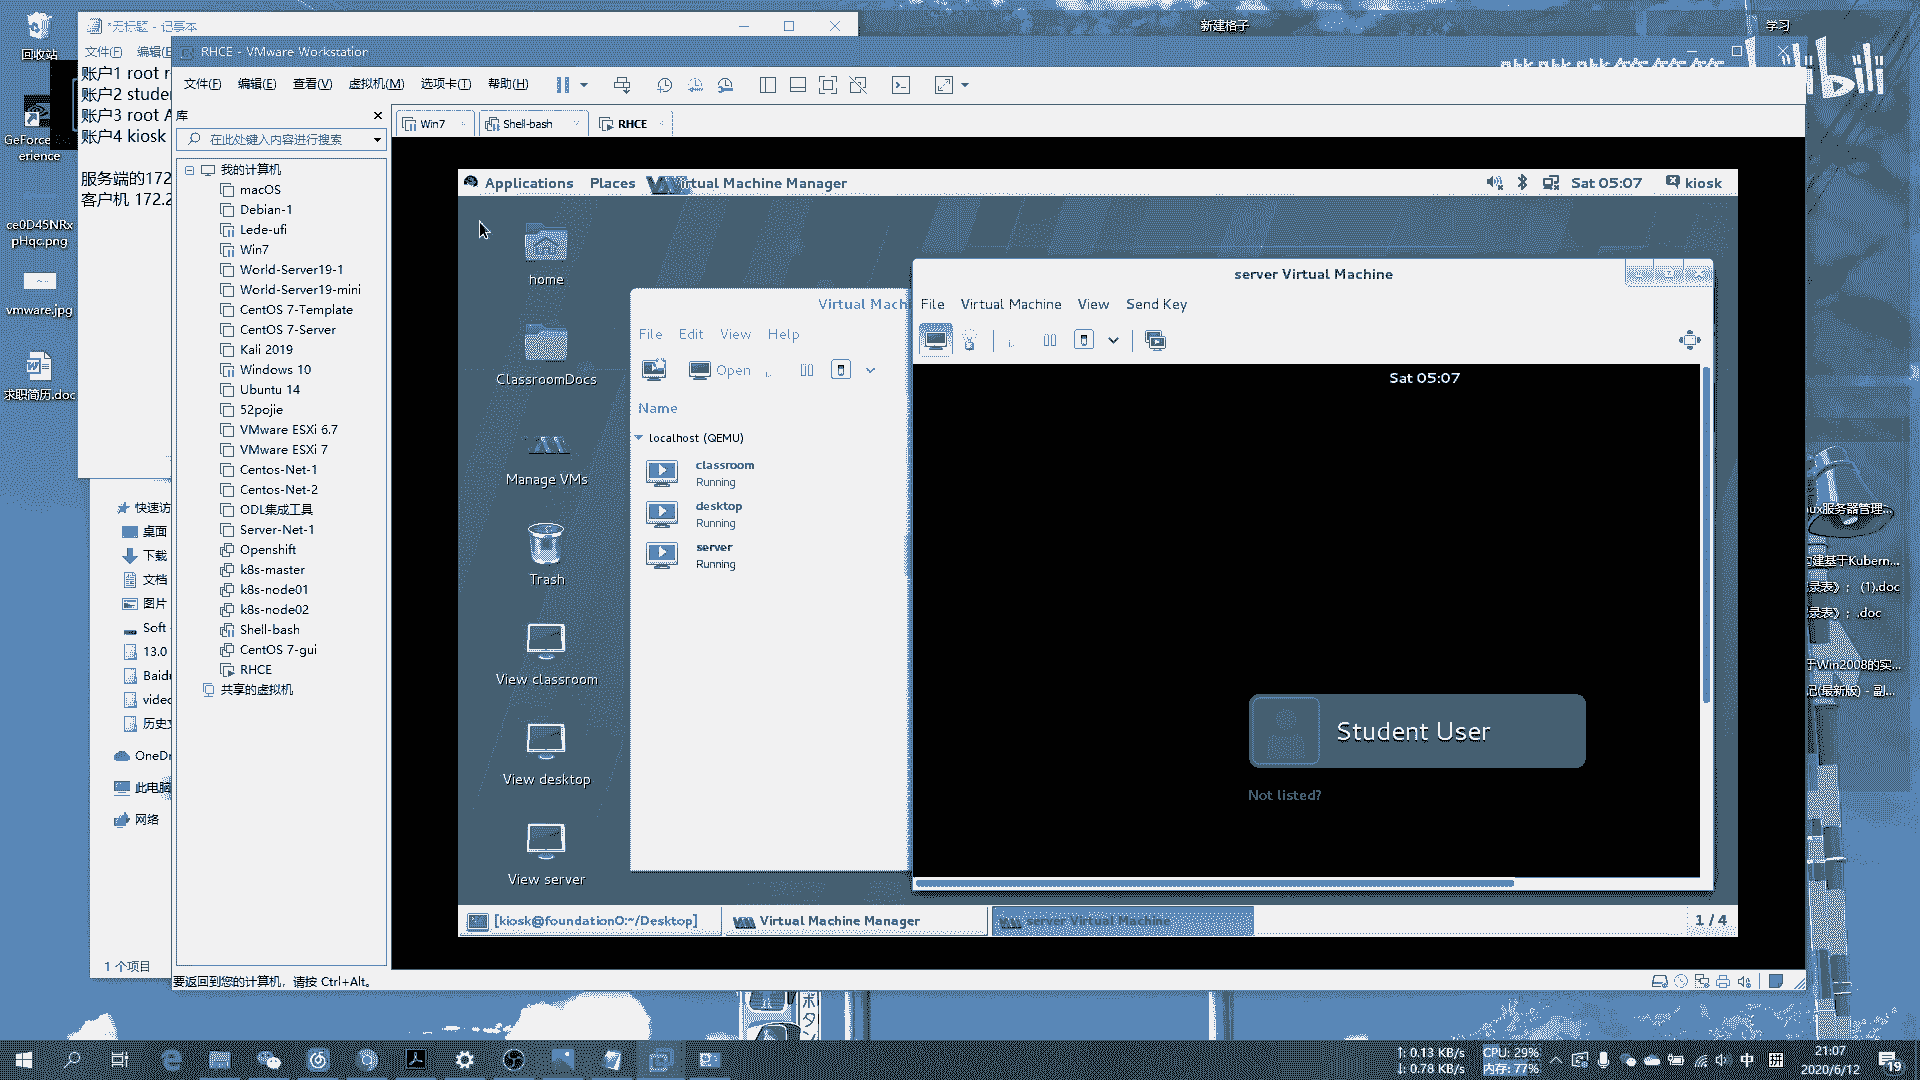 回收站
*无标题 - 记事本
新建格子
学习
文件(F) 编辑(E
RHCE - VMware Workstation
账户1 root r
账户2 studen
账户3 root A
账户4 kiosk
服务端的172
客户机 172.2
文件(F) 编辑(E) 查看(V) 虚拟机(M) 选项卡(T) 帮助(H)
库
在此处键入内容进行搜索
Win7
Shell-bash
RHCE
我的计算机
macOS
Debian-1
Lede-ufi
Win7
World-Server19-1
World-Server19-mini
CentOS 7-Template
CentOS 7-Server
Kali 2019
Windows 10
Ubuntu 14
52pojie
VMware ESXi 6.7
VMware ESXi 7
Centos-Net-1
Centos-Net-2
ODL集成工具
Server-Net-1
Openshift
k8s-master
k8s-node01
k8s-node02
Shell-bash
CentOS 7-gui
RHCE
共享的虚拟机
GeForce
erience
ce0D45NRx
pHqc.png
vmware.jpg
求职简历.doc
快速访
桌面
下载
文档
图片
Soft
13.0
Baid
video
历史
OneDr
此电脑
网络
1 个项目
Applications Places Virtual Machine Manager
Sat 05:07 kiosk
home
ClassroomDocs
Manage VMs
Trash
View classroom
View desktop
View server
Virtual Mach
File Edit View Help
Open
Name
localhost (QEMU)
classroom
Running
desktop
Running
server
Running
server Virtual Machine
File Virtual Machine View Send Key
Sat 05:07
Student User
Not listed?
[kiosk@foundation0:~/Desktop]
Virtual Machine Manager
server Virtual Machine
1 / 4
要返回到您的计算机，请按 Ctrl+Alt。
ux服务器管理...
建基于Kubern...
录表》； (1).doc
录表》；.doc
于Win2008的实...
记(最新版) - 副...
ボタン
↑: 0.13 KB/s
↓: 0.78 KB/s
CPU: 29%
内存: 77%
中
21:07
2020/6/12
19